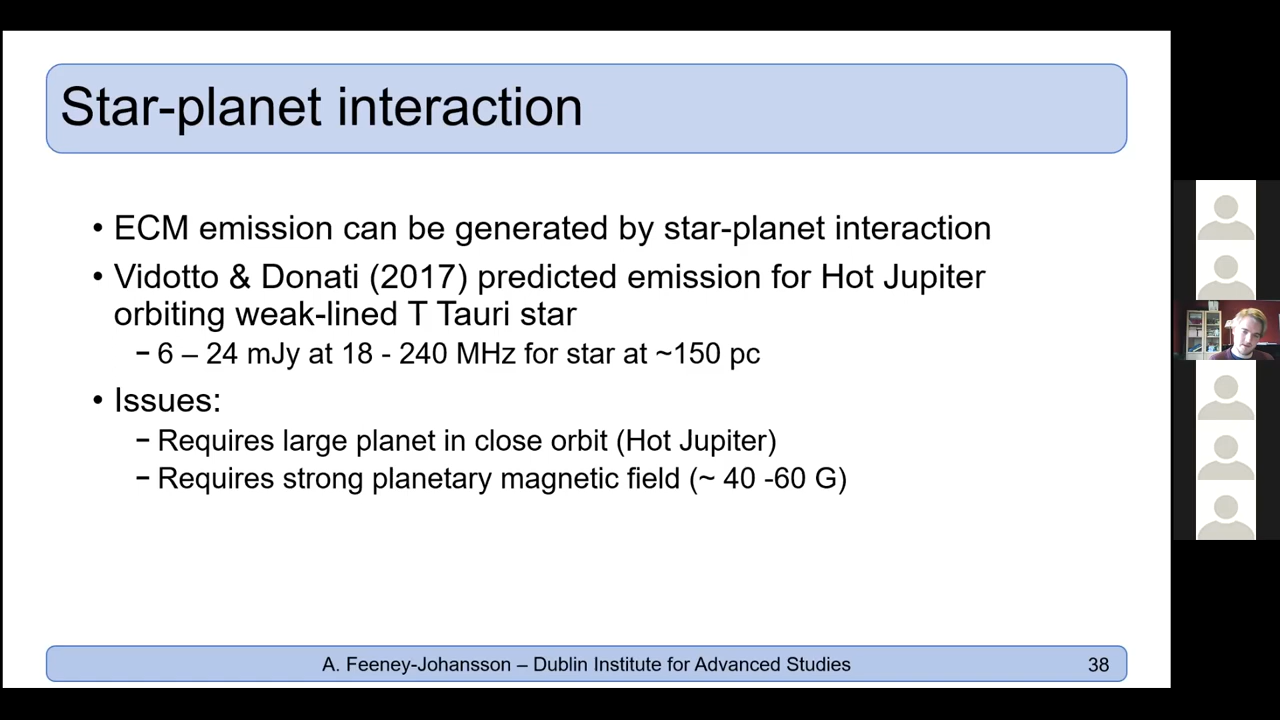 Star-planet interaction
• ECM emission can be generated by star-planet interaction
• Vidotto & Donati (2017) predicted emission for Hot Jupiter
orbiting weak-lined T Tauri star
− 6 – 24 mJy at 18 - 240 MHz for star at ~150 pc
• Issues:
− Requires large planet in close orbit (Hot Jupiter)
− Requires strong planetary magnetic field (~ 40 -60 G)
A. Feeney-Johansson – Dublin Institute for Advanced Studies
38